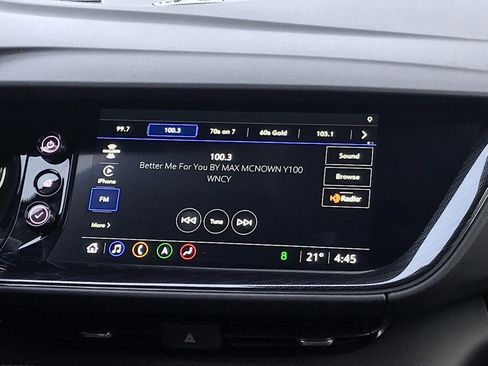 99.7 100.3 70s on 7 60s Gold 103.1 >
100.3
Better Me For You BY MAX MCNOWN Y100
WNCY
Sound
iPhone
Browse
FM
HD Radio
Tune
More >
8 21° 4:45